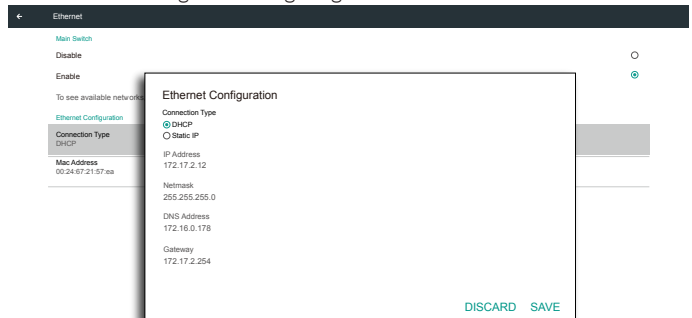 Ethernet
Main Switch
Disable
Enable
To see available networks
Ethernet Configuration
Connection Type
DHCP
Mac Address
00:24:67:21:57:ea
Ethernet Configuration
Connection Type
DHCP
Static IP
IP Address
172.17.2.12
Netmask
255.255.255.0
DNS Address
172.16.0.178
Gateway
172.17.2.254
DISCARD SAVE